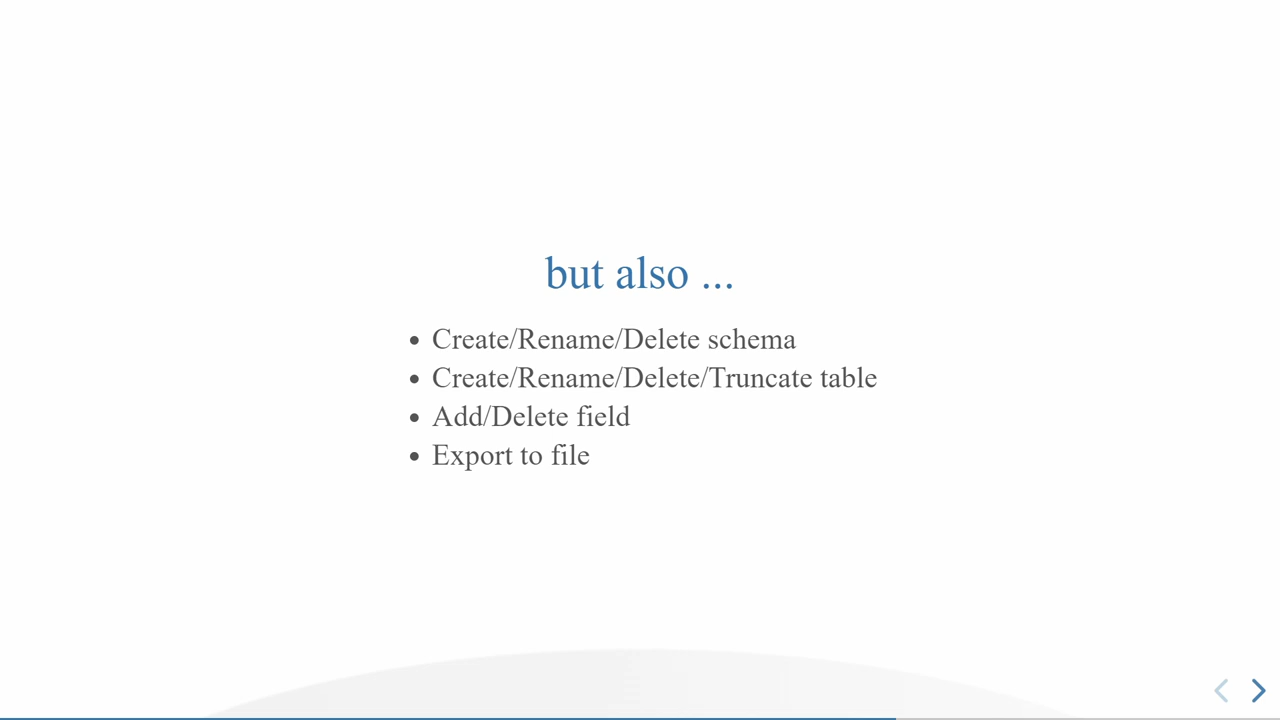 but also ...
• Create/Rename/Delete schema
• Create/Rename/Delete/Truncate table
• Add/Delete field
• Export to file